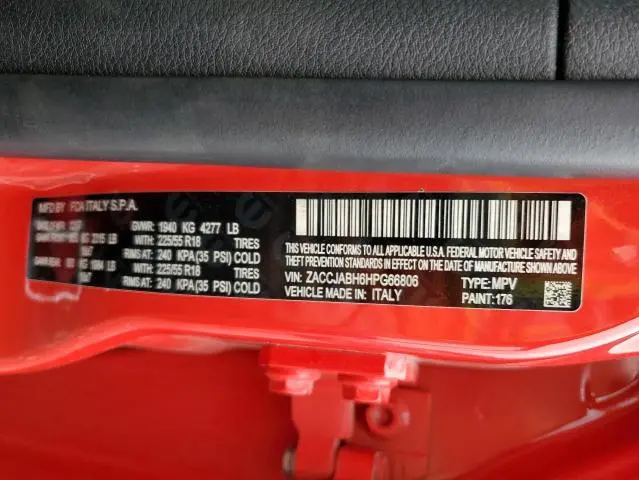 MFD BY FCA ITALY S.P.A.
GVWR: 1940 KG 4277 LB
LB WITH: 225/55 R18 TIRES
RIMS AT: 240 KPA(35 PSI) COLD
LB WITH: 225/55 R18 TIRES
RIMS AT: 240 KPA(35 PSI) COLD
THIS VEHICLE CONFORMS TO ALL APPLICABLE U.S.A. FEDERAL MOTOR VEHICLE SAFETY AND
THEFT PREVENTION STANDARDS IN EFFECT ON THE DATE OF MANUFACTURE SHOWN ABOVE.
VIN: ZACCJABH6HPG66806 TYPE: MPV
VEHICLE MADE IN: ITALY PAINT: 176